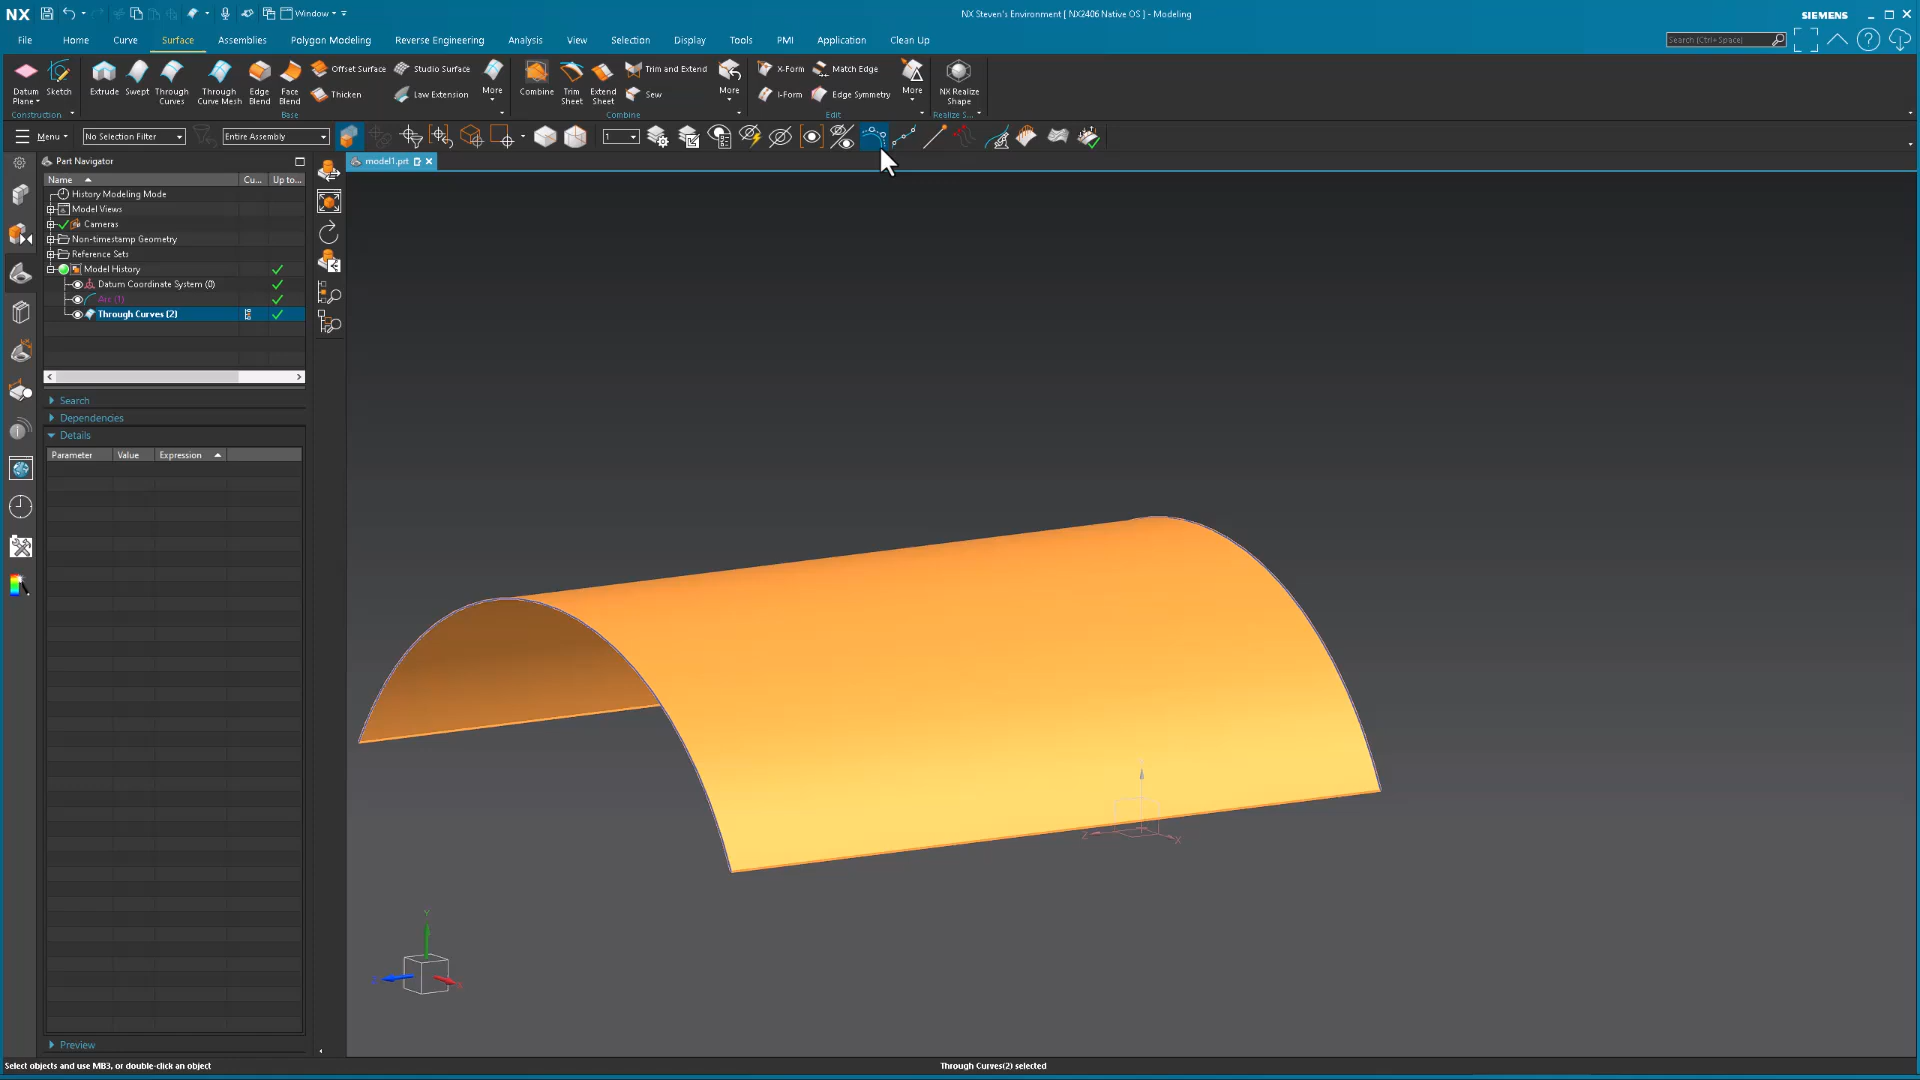 NX
Window
NX Steven's Environment [ NX2406 Native OS ] - Modeling
SIEMENS
File Home Curve Surface Assemblies Polygon Modeling Reverse Engineering Analysis View Selection Display Tools PMI Application Clean Up
Search (Ctrl+Space)
Datum Plane
Sketch
Extrude
Swept
Through Curves
Through Curve Mesh
Edge Blend
Face Blend
Offset Surface
Thicken
Studio Surface
Law Extension
More
Combine
Trim Sheet
Extend Sheet
Trim and Extend
Sew
More
X-Form
I-Form
Match Edge
Edge Symmetry
More
NX Realize Shape
Construction
Base
Combine
Edit
Realize S...
Menu
No Selection Filter
Entire Assembly
1
Part Navigator
model1.prt
Name Cu... Up to...
History Modeling Mode
Model Views
Cameras
Non-timestamp Geometry
Reference Sets
Model History
Datum Coordinate System (0)
Arc (1)
Through Curves (2)
Search
Dependencies
Details
Parameter Value Expression
Z
X
Y
Preview
Select objects and use MB3, or double-click an object
Through Curves(2) selected